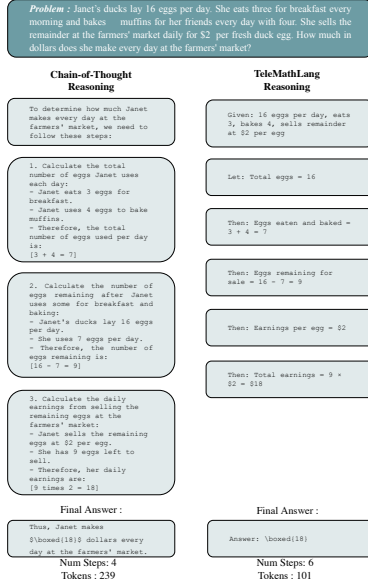 Problem : Janet's ducks lay 16 eggs per day. She eats three for breakfast every
morning and bakes muffins for her friends every day with four. She sells the
remainder at the farmers' market daily for $2 per fresh duck egg. How much in
dollars does she make every day at the farmers' market?
Chain-of-Thought
Reasoning
To determine how much Janet
makes every day at the
farmers' market, we need to
follow these steps:
1. Calculate the total
number of eggs Janet uses
each day:
- Janet eats 3 eggs for
breakfast.
- Janet uses 4 eggs to bake
muffins.
- Therefore, the total
number of eggs used per day
is:
[3 + 4 = 7]
2. Calculate the number of
eggs remaining after Janet
uses some for breakfast and
baking:
- Janet's ducks lay 16 eggs
per day.
- She uses 7 eggs per day.
- Therefore, the number of
eggs remaining is:
[16 - 7 = 9]
3. Calculate the daily
earnings from selling the
remaining eggs at the
farmers' market:
- Janet sells the remaining
eggs at $2 per egg.
- She has 9 eggs left to
sell.
- Therefore, her daily
earnings are:
[9 times 2 = 18]
Final Answer :
Thus, Janet makes
$\boxed{18}$ dollars every
day at the farmers' market.
Num Steps: 4
Tokens : 239
TeleMathLang
Reasoning
Given: 16 eggs per day, eats
3, bakes 4, sells remainder
at $2 per egg
Let: Total eggs = 16
Then: Eggs eaten and baked =
3 + 4 = 7
Then: Eggs remaining for
sale = 16 - 7 = 9
Then: Earnings per egg = $2
Then: Total earnings = 9 *
$2 = $18
Final Answer :
Answer: \boxed{18}
Num Steps: 6
Tokens : 101